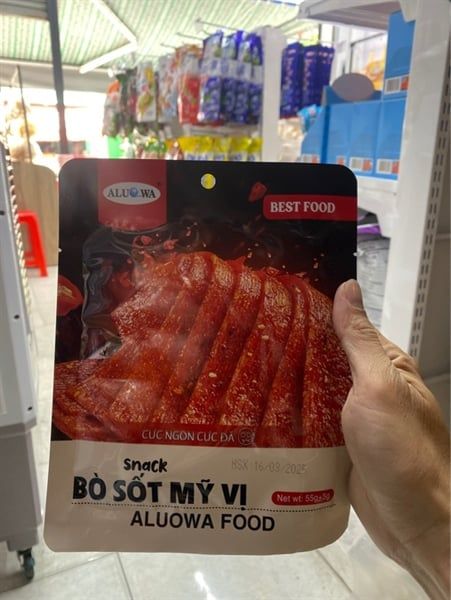 ALUOWA
BEST FOOD
CỰC NGON CỰC ĐÃ
Snack
HSX 16/03/2025
BÒ SỐT MỸ VỊ
Net wt: 55g±5g
ALUOWA FOOD